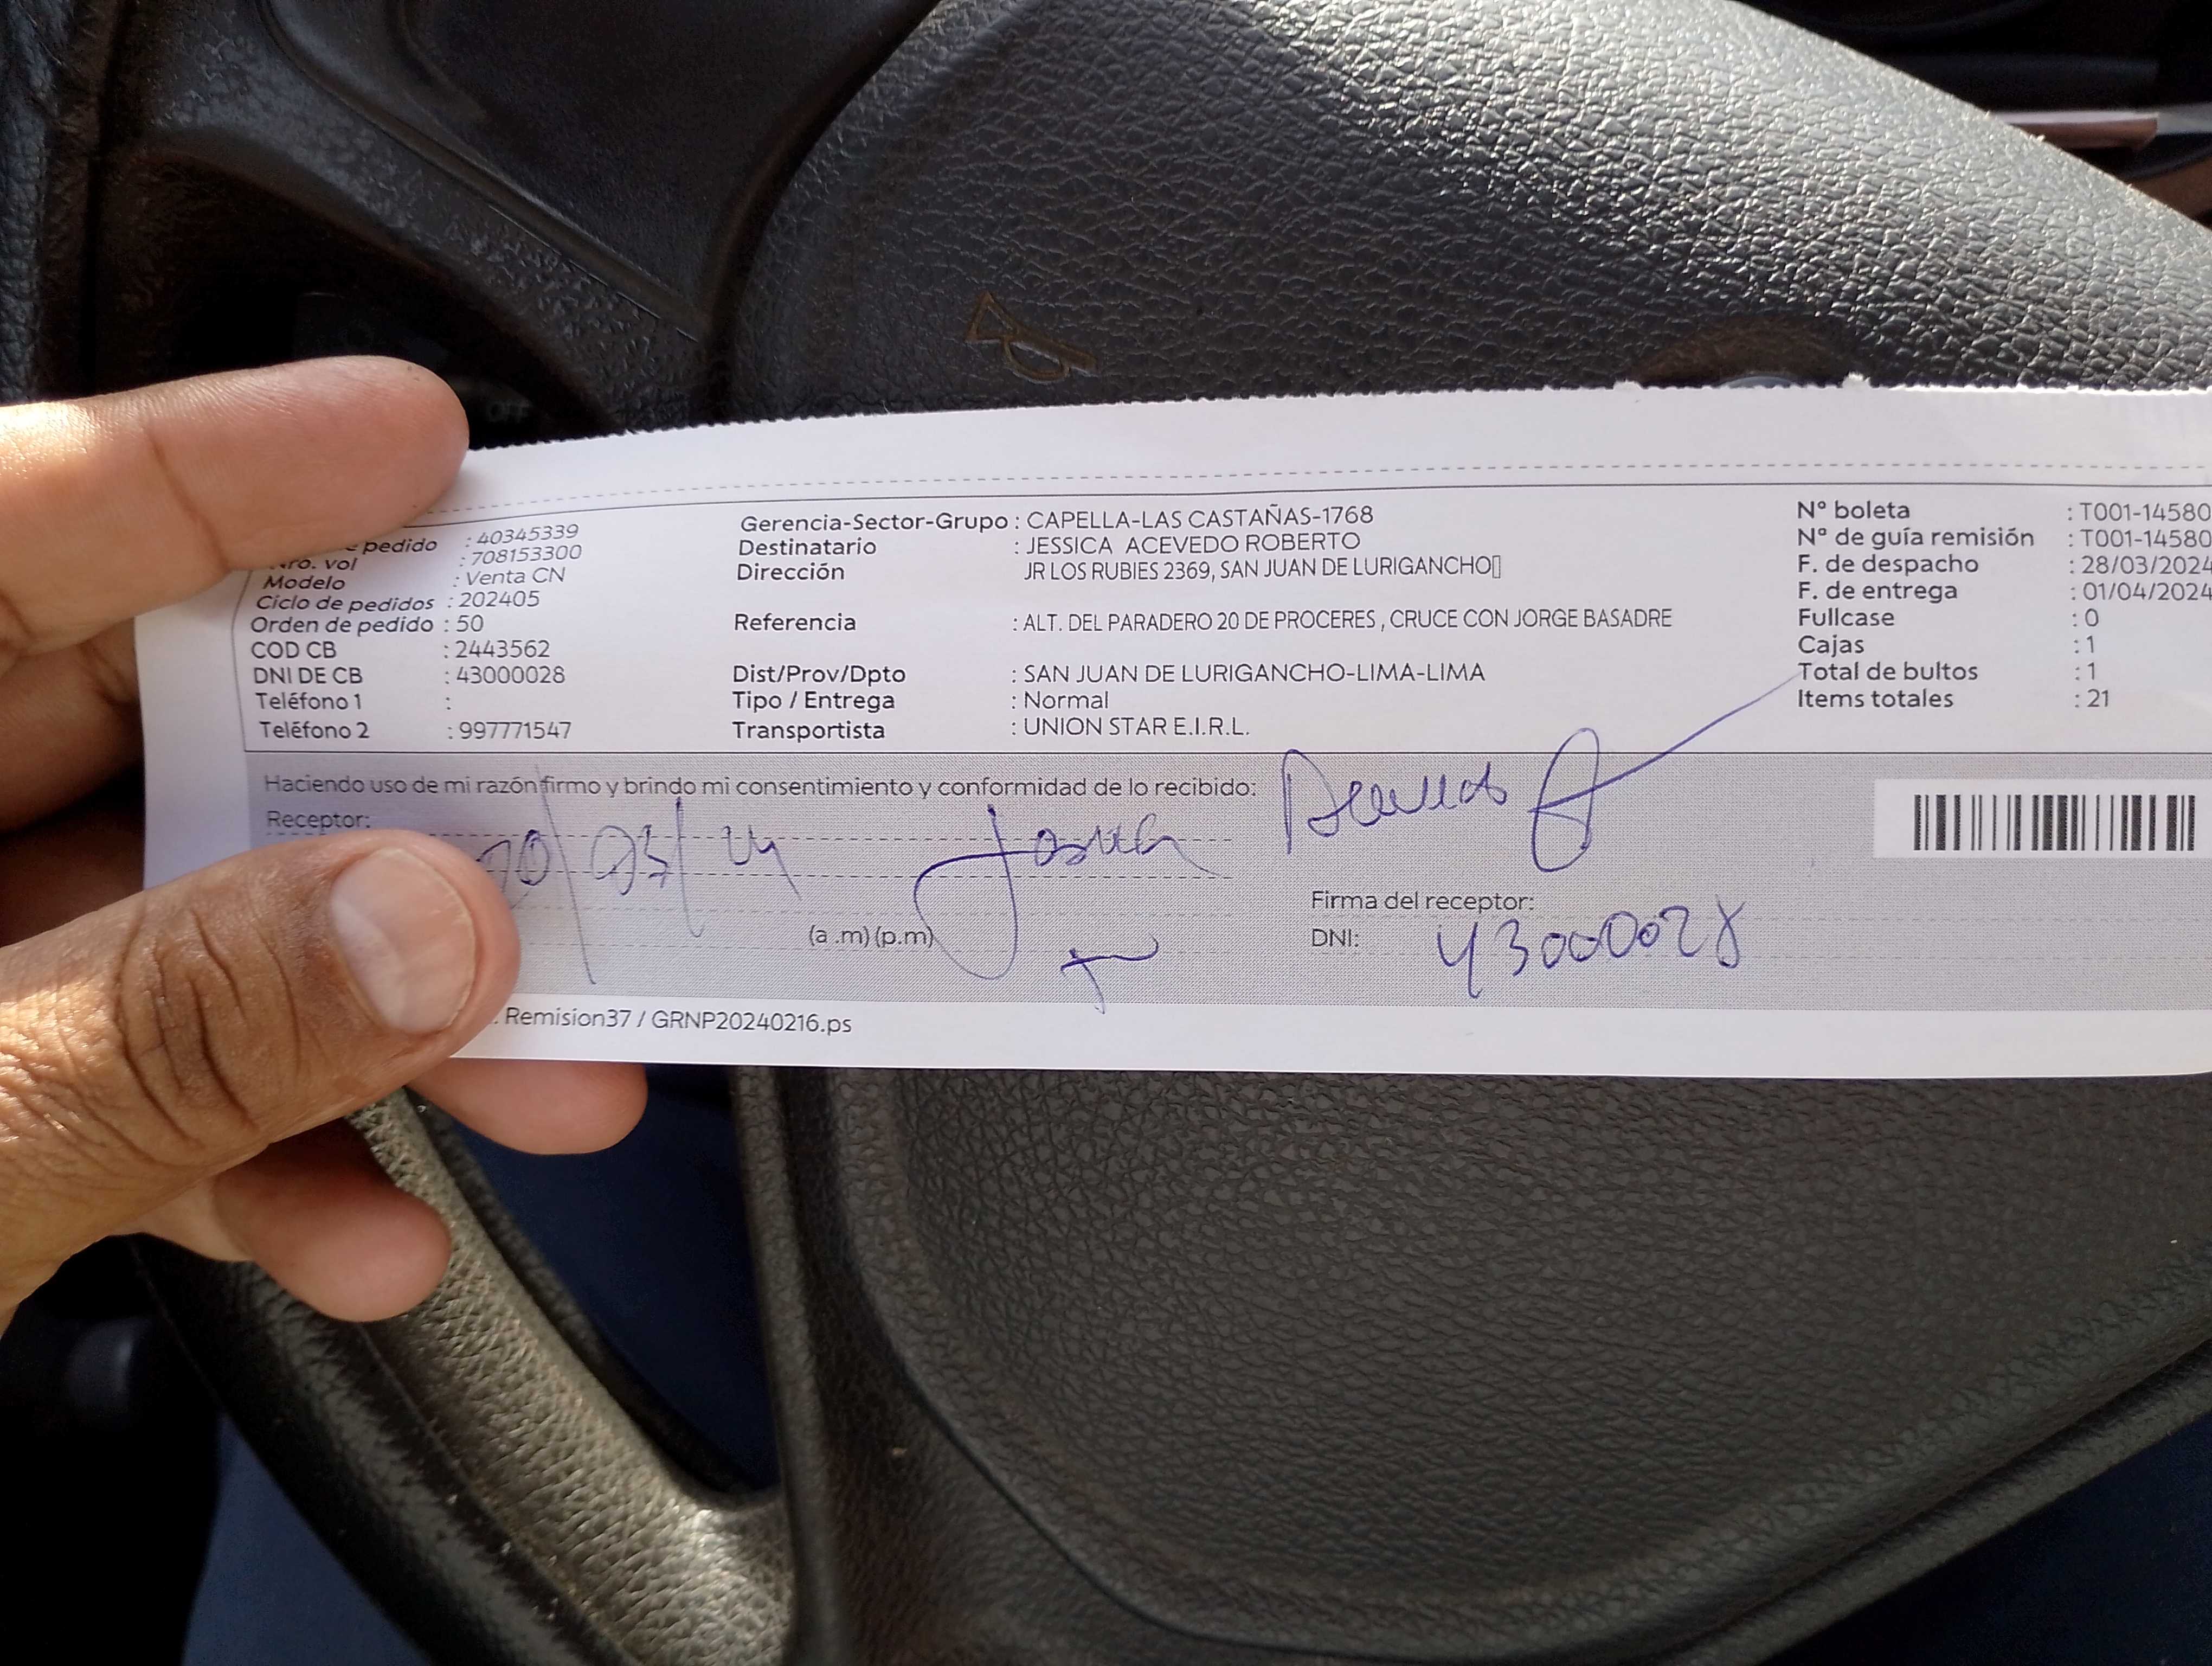 pedido : 40345339
Nro. vol : 708153300
Modelo : Venta CN
Ciclo de pedidos : 202405
Orden de pedido : 50
COD CB : 2443562
DNI DE CB : 43000028
Teléfono 1 :
Teléfono 2 : 997771547
Gerencia-Sector-Grupo : CAPELLA-LAS CASTAÑAS-1768
Destinatario : JESSICA ACEVEDO ROBERTO
Dirección JR LOS RUBIES 2369, SAN JUAN DE LURIGANCHO
Referencia : ALT. DEL PARADERO 20 DE PROCERES , CRUCE CON JORGE BASADRE
Dist/Prov/Dpto : SAN JUAN DE LURIGANCHO-LIMA-LIMA
Tipo / Entrega : Normal
Transportista : UNION STAR E.I.R.L.
Nº boleta : T001-14580
Nº de guía remisión : T001-14580
F. de despacho : 28/03/2024
F. de entrega : 01/04/2024
Fullcase : 0
Cajas : 1
Total de bultos : 1
Items totales : 21
Haciendo uso de mi razón firmo y brindo mi consentimiento y conformidad de lo recibido:
Receptor:
(a .m) (p.m)
Firma del receptor:
DNI: 43000028
. Remision37 / GRNP20240216.ps